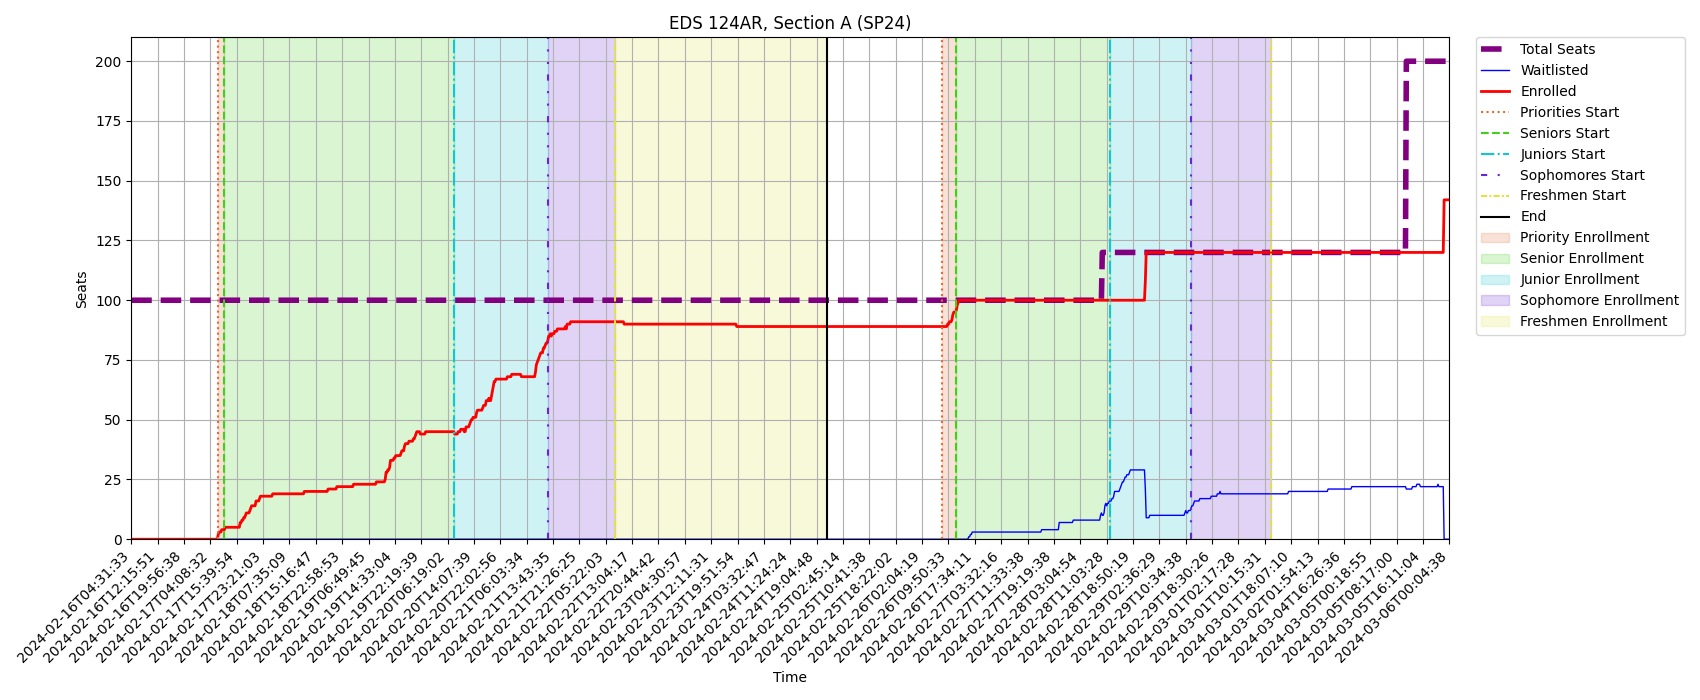 EDS 124AR, Section A (SP24)
Seats
200
175
150
125
100
75
50
25
0
2024-02-16T04:31:33
2024-02-16T12:15:51
2024-02-16T19:56:38
2024-02-17T04:08:32
2024-02-17T15:39:54
2024-02-17T23:21:03
2024-02-18T07:35:09
2024-02-18T15:16:47
2024-02-18T22:58:53
2024-02-19T06:49:45
2024-02-19T14:33:04
2024-02-19T22:19:39
2024-02-20T06:19:02
2024-02-20T14:07:39
2024-02-20T22:02:56
2024-02-21T06:03:34
2024-02-21T13:43:35
2024-02-21T21:26:25
2024-02-22T05:22:03
2024-02-22T13:04:17
2024-02-22T20:44:42
2024-02-23T04:30:57
2024-02-23T12:11:31
2024-02-23T19:51:54
2024-02-24T03:32:47
2024-02-24T11:24:24
2024-02-24T19:04:48
2024-02-25T02:45:14
2024-02-25T10:41:38
2024-02-25T18:22:02
2024-02-26T02:04:19
2024-02-26T09:50:33
2024-02-26T17:34:11
2024-02-27T03:32:16
2024-02-27T11:33:38
2024-02-27T19:19:38
2024-02-28T03:04:54
2024-02-28T11:03:28
2024-02-28T18:50:19
2024-02-29T02:36:29
2024-02-29T10:34:38
2024-02-29T18:30:26
2024-03-01T02:17:28
2024-03-01T10:15:31
2024-03-01T18:07:10
2024-03-02T01:54:13
2024-03-04T16:26:36
2024-03-05T00:18:55
2024-03-05T08:17:00
2024-03-05T16:11:04
2024-03-06T00:04:38
Time
Total Seats
Waitlisted
Enrolled
Priorities Start
Seniors Start
Juniors Start
Sophomores Start
Freshmen Start
End
Priority Enrollment
Senior Enrollment
Junior Enrollment
Sophomore Enrollment
Freshmen Enrollment